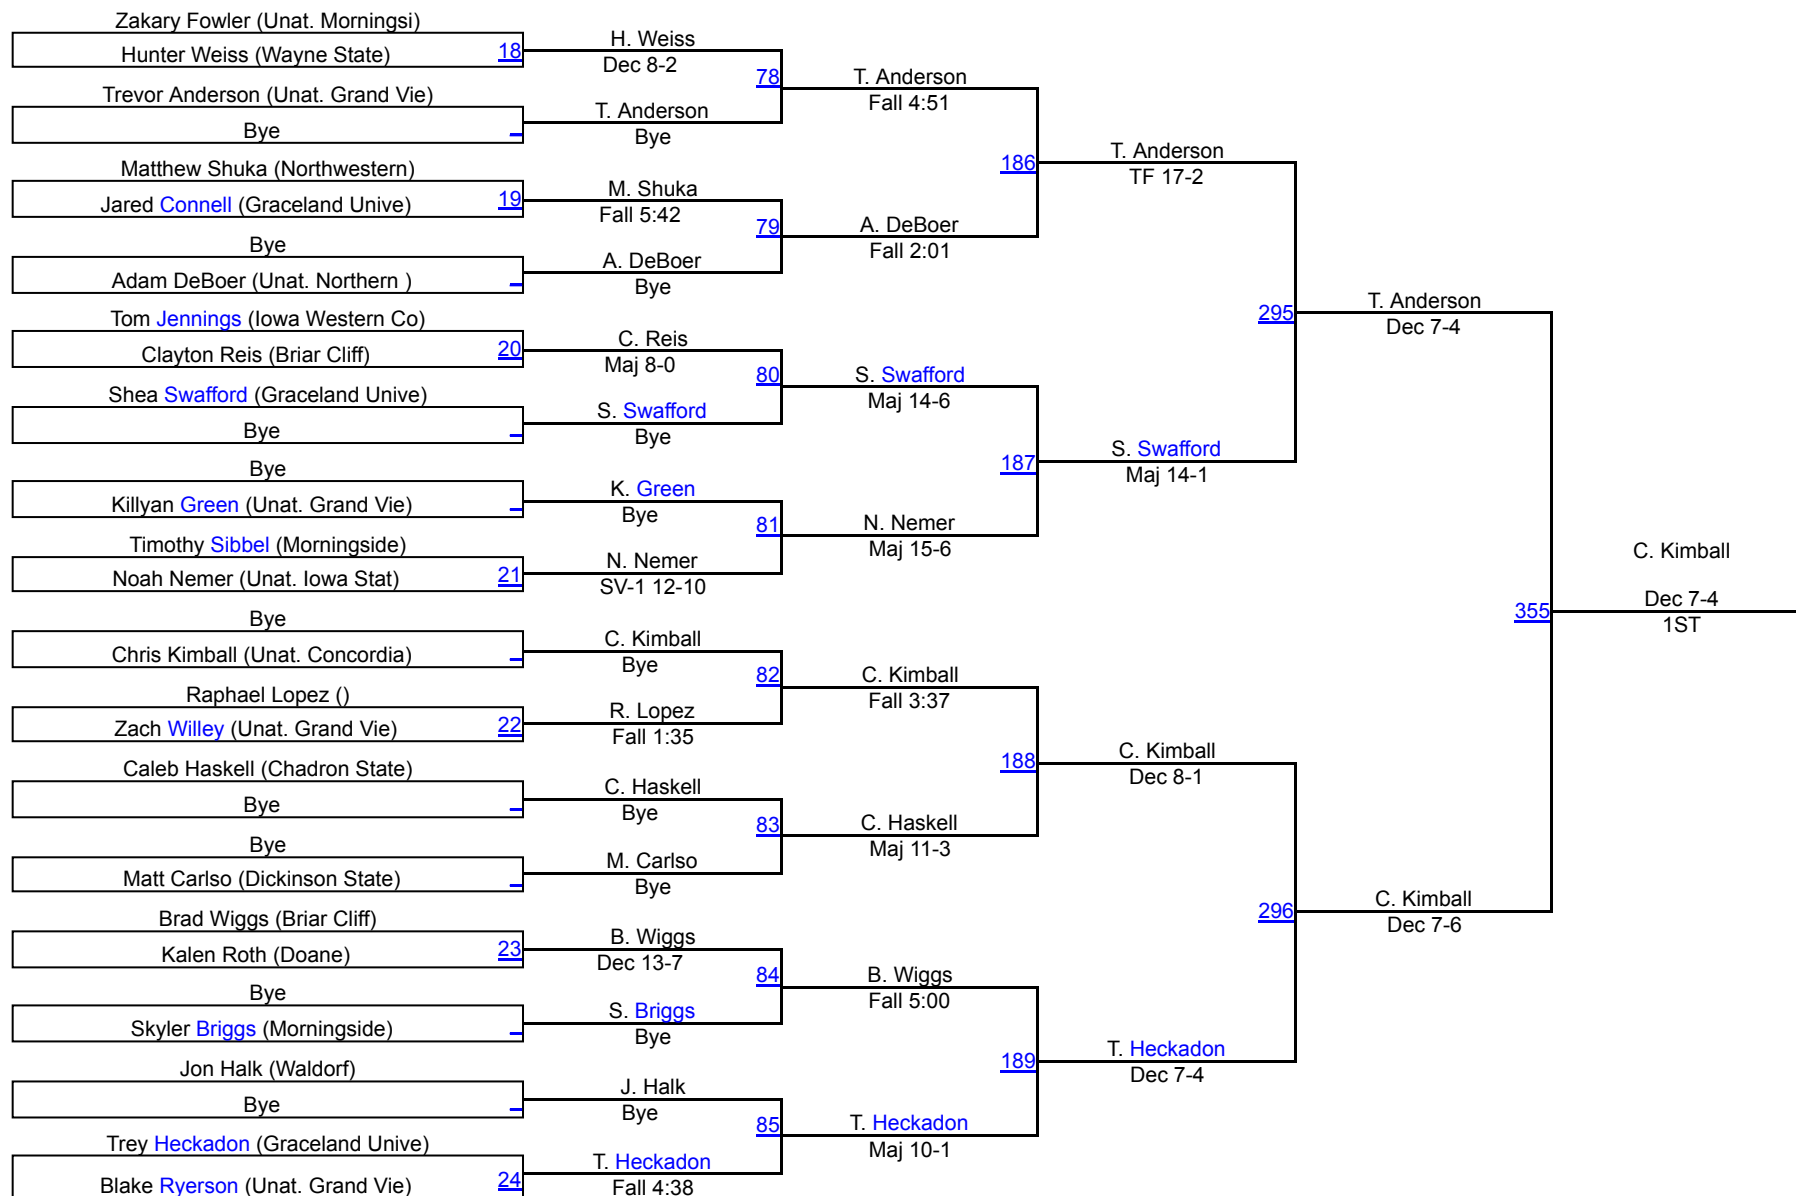 Zakary Fowler (Unat. Morningsi)
Hunter Weiss (Wayne State) 18
Trevor Anderson (Unat. Grand Vie)
Bye
Matthew Shuka (Northwestern)
Jared Connell (Graceland Unive) 19
Bye
Adam DeBoer (Unat. Northern )
Tom Jennings (Iowa Western Co)
Clayton Reis (Briar Cliff) 20
Shea Swafford (Graceland Unive)
Bye
Bye
Killyan Green (Unat. Grand Vie)
Timothy Sibbel (Morningside)
Noah Nemer (Unat. Iowa Stat) 21
Bye
Chris Kimball (Unat. Concordia)
Raphael Lopez ()
Zach Willey (Unat. Grand Vie) 22
Caleb Haskell (Chadron State)
Bye
Bye
Matt Carlso (Dickinson State)
Brad Wiggs (Briar Cliff)
Kalen Roth (Doane) 23
Bye
Skyler Briggs (Morningside)
Jon Halk (Waldorf)
Bye
Trey Heckadon (Graceland Unive)
Blake Ryerson (Unat. Grand Vie) 24
H. Weiss
Dec 8-2
78
T. Anderson
Bye
M. Shuka
Fall 5:42
79
A. DeBoer
Bye
C. Reis
Maj 8-0
80
S. Swafford
Bye
K. Green
Bye
81
N. Nemer
SV-1 12-10
C. Kimball
Bye
82
R. Lopez
Fall 1:35
C. Haskell
Bye
83
M. Carlso
Bye
B. Wiggs
Dec 13-7
84
S. Briggs
Bye
J. Halk
Bye
85
T. Heckadon
Fall 4:38
T. Anderson
Fall 4:51
186
A. DeBoer
Fall 2:01
S. Swafford
Maj 14-6
187
N. Nemer
Maj 15-6
C. Kimball
Fall 3:37
188
C. Haskell
Maj 11-3
B. Wiggs
Fall 5:00
189
T. Heckadon
Maj 10-1
T. Anderson
TF 17-2
295
S. Swafford
Maj 14-1
C. Kimball
Dec 8-1
296
T. Heckadon
Dec 7-4
T. Anderson
Dec 7-4
355
C. Kimball
Dec 7-6
C. Kimball
Dec 7-4
1ST